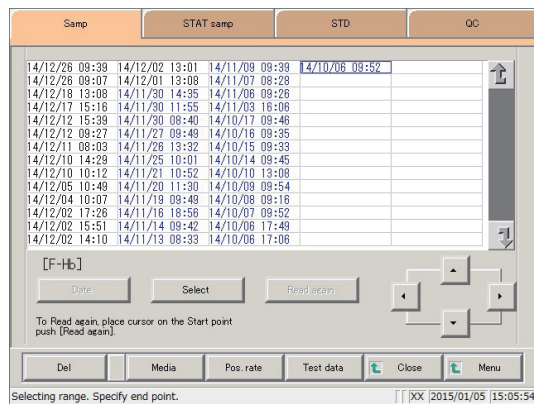 Samp STAT samp STD QC
14/12/26 09:39 14/12/02 13:01 14/11/09 09:39 14/10/06 09:52
14/12/26 09:07 14/12/01 13:08 14/11/07 08:28
14/12/18 13:08 14/11/30 14:35 14/11/06 09:26
14/12/17 15:16 14/11/30 11:55 14/11/03 16:06
14/12/12 15:39 14/11/30 08:40 14/10/17 09:46
14/12/12 09:27 14/11/27 09:49 14/10/16 09:35
14/12/11 08:03 14/11/26 13:32 14/10/15 09:33
14/12/10 14:29 14/11/25 10:01 14/10/14 09:45
14/12/10 10:12 14/11/21 10:52 14/10/10 13:08
14/12/05 10:49 14/11/20 11:30 14/10/09 09:54
14/12/04 10:07 14/11/19 09:49 14/10/08 09:16
14/12/02 17:26 14/11/16 18:56 14/10/07 09:52
14/12/02 15:51 14/11/14 09:42 14/10/06 17:49
14/12/02 14:10 14/11/13 08:33 14/10/06 17:06
[F-Hb]
Date Select Read again
To Read again, place cursor on the Start point
push [Read again].
Del Media Pos. rate Test data Close Menu
Selecting range. Specify end point. XX 2015/01/05 15:05:54